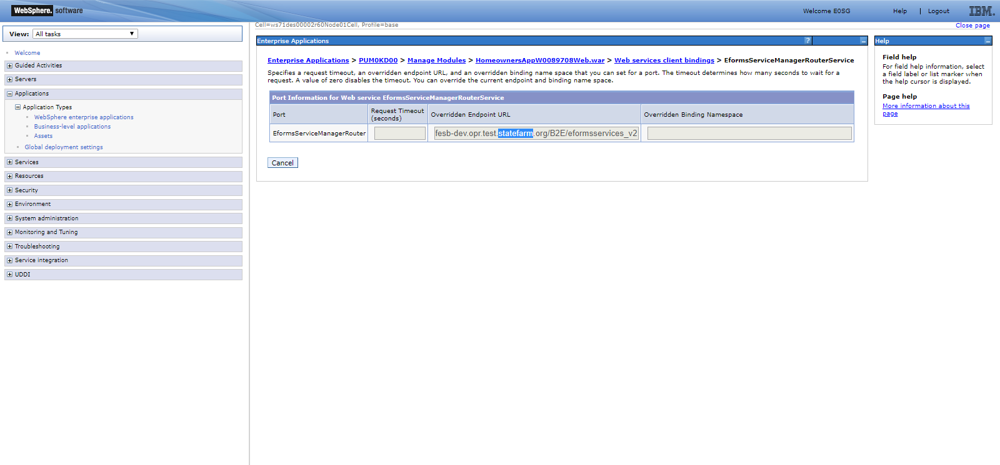 WebSphere. software
Welcome E0SG
Help | Logout
IBM.
View: All tasks
Cell=ws71des00002r60Node01Cell, Profile=base
Close page
Welcome
Guided Activities
Servers
Applications
Application Types
WebSphere enterprise applications
Business-level applications
Assets
Global deployment settings
Services
Resources
Security
Environment
System administration
Monitoring and Tuning
Troubleshooting
Service integration
UDDI
Enterprise Applications ?
Enterprise Applications > PUM0KD00 > Manage Modules > HomeownersAppW0089708Web.war > Web services client bindings > EformsServiceManagerRouterService
Specifies a request timeout, an overridden endpoint URL, and an overridden binding name space that you can set for a port. The timeout determines how many seconds to wait for a
request. A value of zero disables the timeout. You can override the current endpoint and binding name space.
Port Information for Web service EformsServiceManagerRouterService
Port
Request Timeout
(seconds)
Overridden Endpoint URL
Overridden Binding Namespace
EformsServiceManagerRouter
fesb-dev.opr.test.statefarm.org/B2E/eformsservices_v2
Cancel
Help
Field help
For field help information, select
a field label or list marker when
the help cursor is displayed.
Page help
More information about this
page